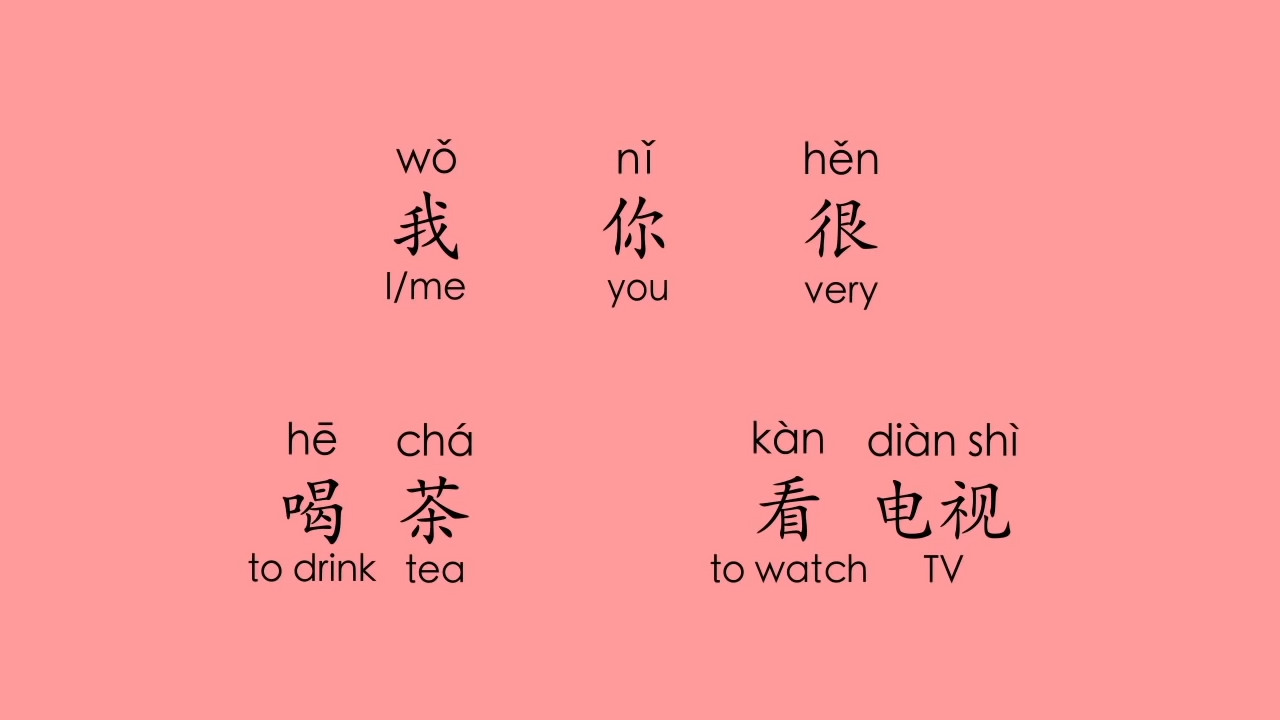 wǒ nǐ hěn
我 你 很
I/me you very
hē chá kàn diàn shì
喝 茶 看 电视
to drink tea to watch TV